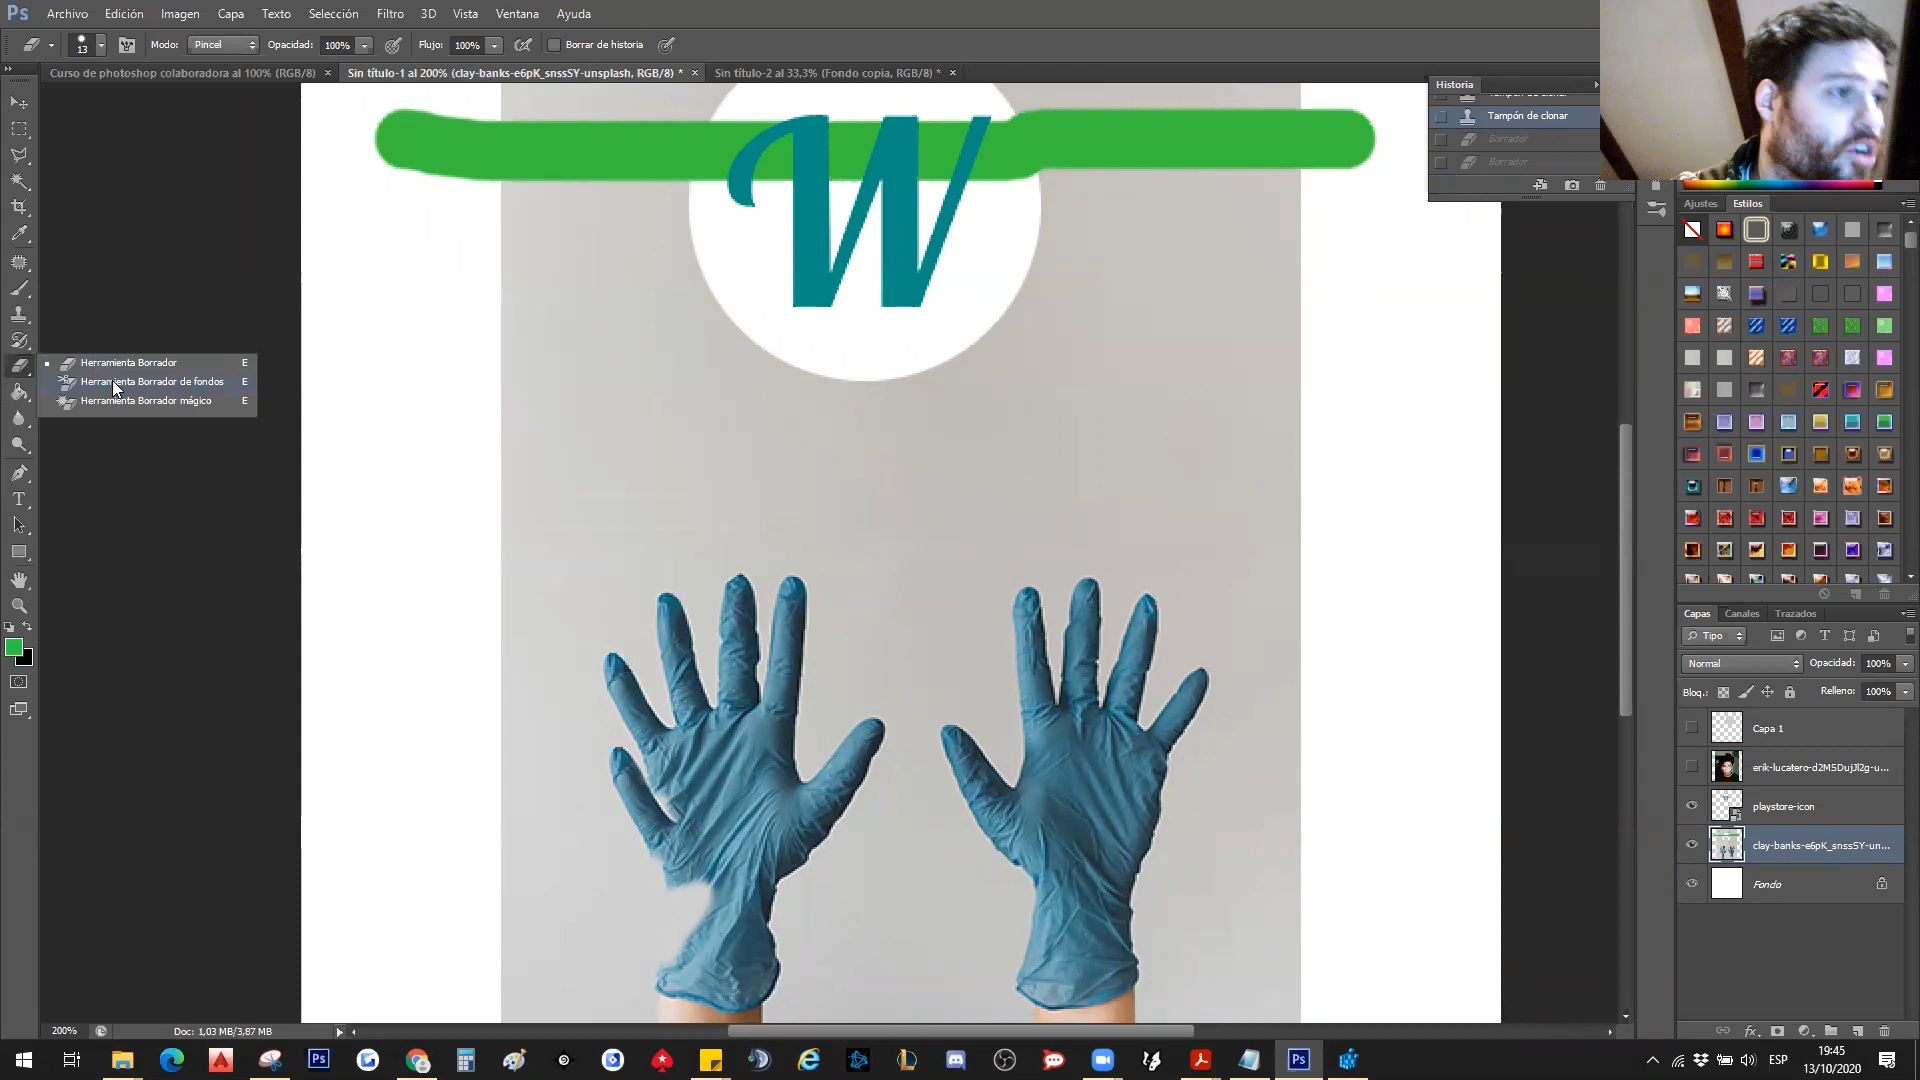 Ps Archivo Edición Imagen Capa Texto Selección Filtro 3D Vista Ventana Ayuda
13 Modo: Pincel Opacidad: 100% Flujo: 100% Borrar de historia
Curso de photoshop colaboradora al 100% (RGB/8) × Sin título-1 al 200% (clay-banks-e6pK_snssSY-unsplash, RGB/8) * × Sin título-2 al 33,3% (Fondo copia, RGB/8) * ×
Historia
Tampón de clonar
Tampón de clonar
Borrador
Borrador
W
Ajustes Estilos
Herramienta Borrador E
Herramienta Borrador de fondos E
Herramienta Borrador mágico E
Capas Canales Trazados
Tipo
Normal Opacidad: 100%
Bloq.: Relleno: 100%
Capa 1
erik-lucatero-d2MSDujJl2g-u...
playstore-icon
clay-banks-e6pK_snssSY-un...
Fondo
200% Doc: 1,03 MB/3,87 MB
ESP
19:45
13/10/2020